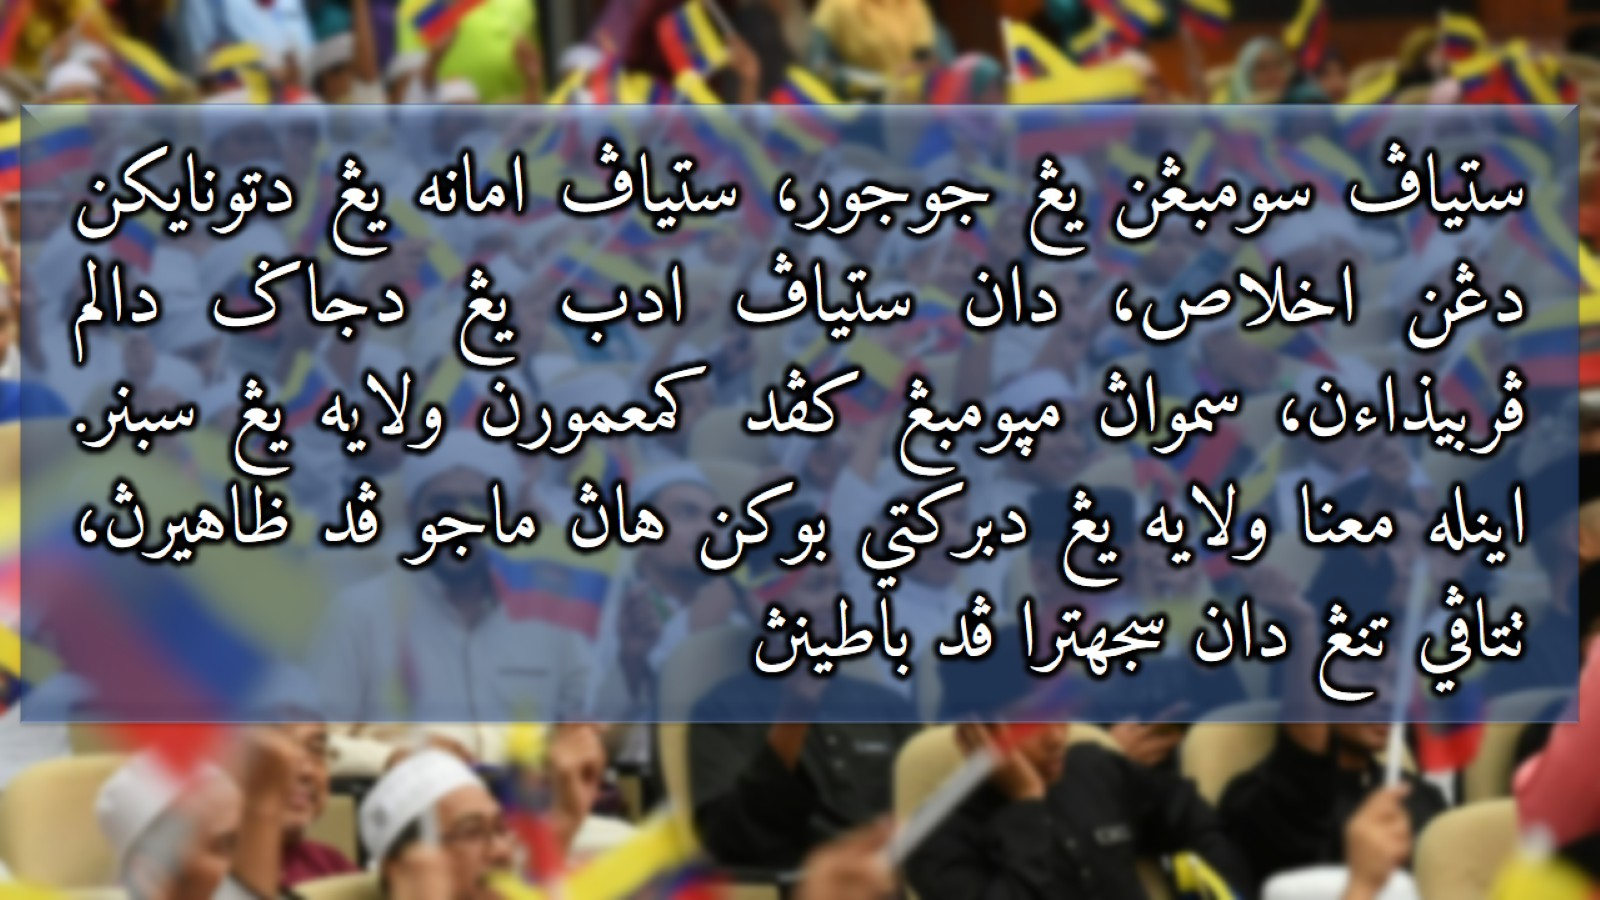 ستياڤ سومبڠن يڠ جوجور، ستياڤ امانه يڠ دتونايكن
دڠن اخلاص، دان ستياڤ ادب يڠ دجاݢ دالم
ڤربيذاءن، سمواڽ مڽومبڠ كڤد كمعمورن ولايه يڠ سبنر.
اينله معنا ولايه يڠ دبركتي بوكن هاڽ ماجو ڤد ظاهيرڽ،
تتاڤي تنڠ دان سجهترا ڤد باطينڽ